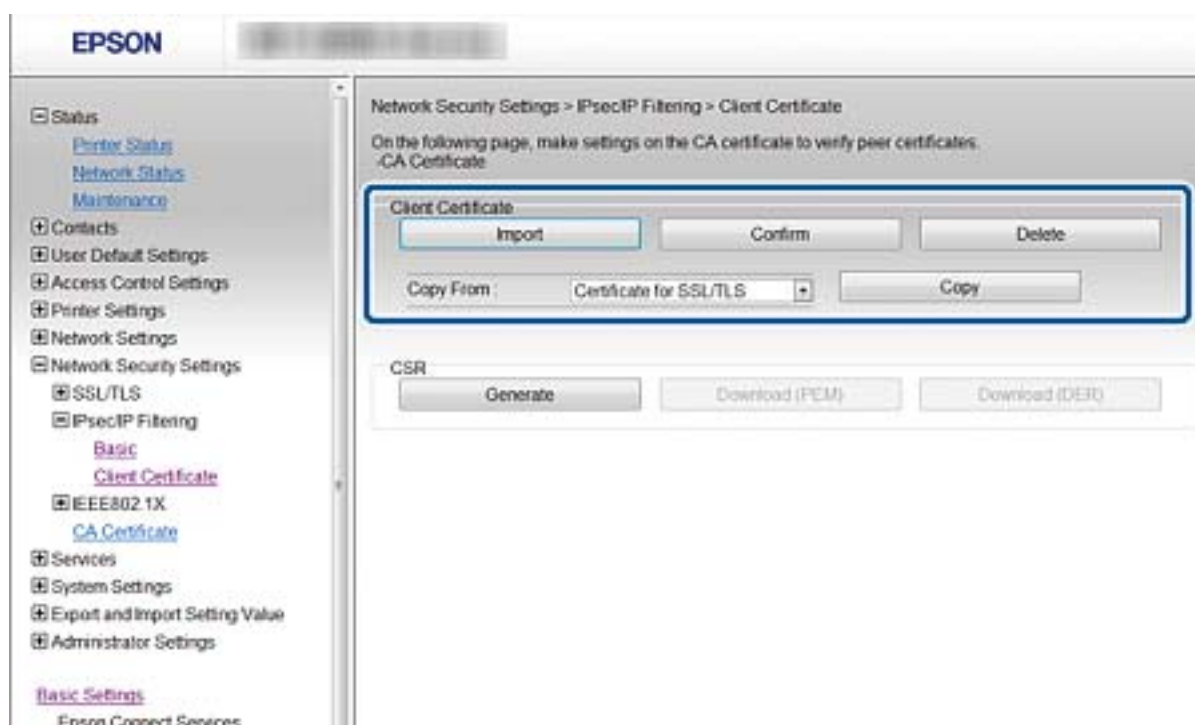 EPSON
Status
Printer Status
Network Status
Maintenance
Contacts
User Default Settings
Access Control Settings
Printer Settings
Network Settings
Network Security Settings
SSL/TLS
IPsec/IP Filtering
Basic
Client Certificate
IEEE802.1X
CA Certificate
Services
System Settings
Export and Import Setting Value
Administrator Settings
Basic Settings
Epson Connect Services
Network Security Settings > IPsec/IP Filtering > Client Certificate
On the following page, make settings on the CA certificate to verify peer certificates.
-CA Certificate
Client Certificate
Import Confirm Delete
Copy From : Certificate for SSL/TLS Copy
CSR
Generate Download (PEM) Download (DER)